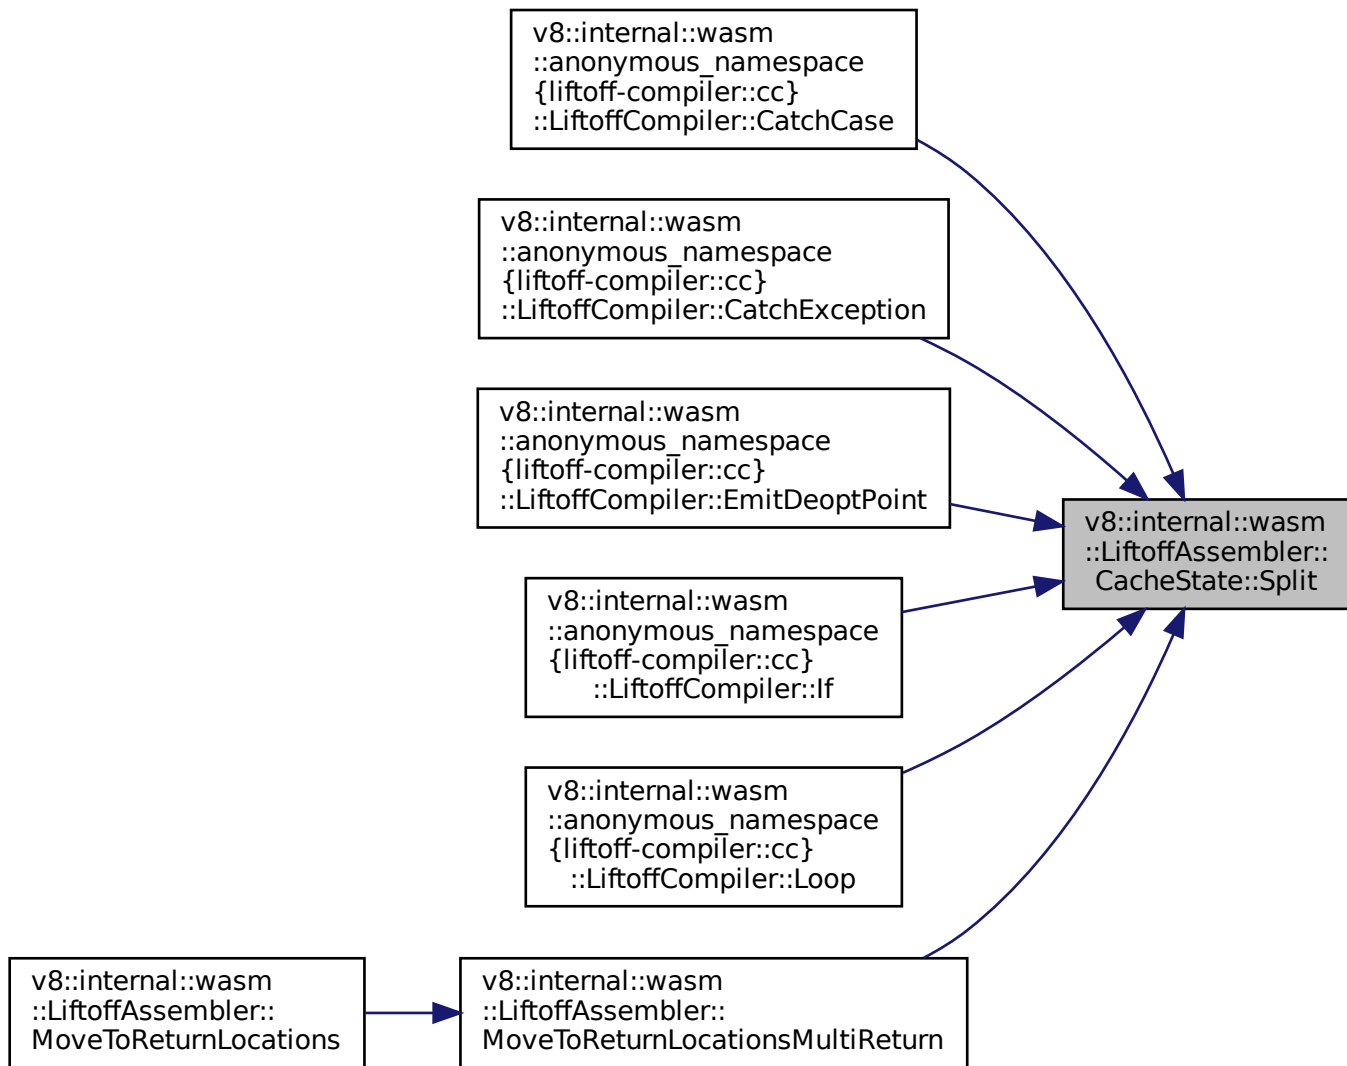 v8::internal::wasm
::anonymous_namespace
{liftoff-compiler::cc}
::LiftoffCompiler::CatchCase
v8::internal::wasm
::anonymous_namespace
{liftoff-compiler::cc}
::LiftoffCompiler::CatchException
v8::internal::wasm
::anonymous_namespace
{liftoff-compiler::cc}
::LiftoffCompiler::EmitDeoptPoint
v8::internal::wasm
::LiftoffAssembler::
CacheState::Split
v8::internal::wasm
::anonymous_namespace
{liftoff-compiler::cc}
::LiftoffCompiler::If
v8::internal::wasm
::anonymous_namespace
{liftoff-compiler::cc}
::LiftoffCompiler::Loop
v8::internal::wasm
::LiftoffAssembler::
MoveToReturnLocations
v8::internal::wasm
::LiftoffAssembler::
MoveToReturnLocationsMultiReturn